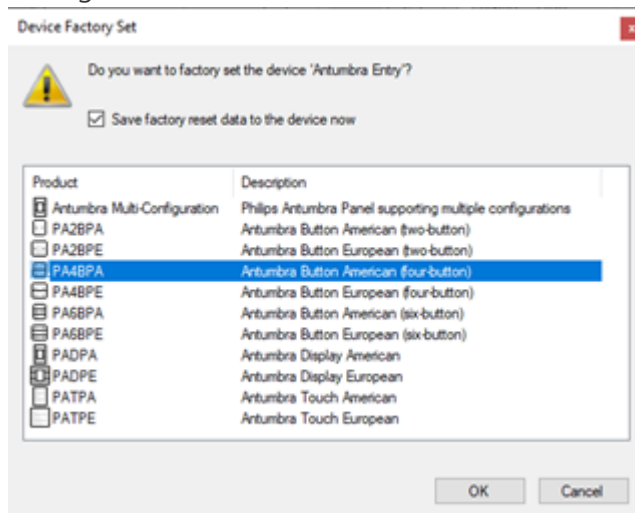 Device Factory Set
x
Do you want to factory set the device 'Antumbra Entry'?
Save factory reset data to the device now
Product Description
Antumbra Multi-Configuration Philips Antumbra Panel supporting multiple configurations
PA2BPA Antumbra Button American (two-button)
PA2BPE Antumbra Button European (two-button)
PA4BPA Antumbra Button American (four-button)
PA4BPE Antumbra Button European (four-button)
PA6BPA Antumbra Button American (six-button)
PA6BPE Antumbra Button European (six-button)
PADPA Antumbra Display American
PADPE Antumbra Display European
PATPA Antumbra Touch American
PATPE Antumbra Touch European
OK Cancel